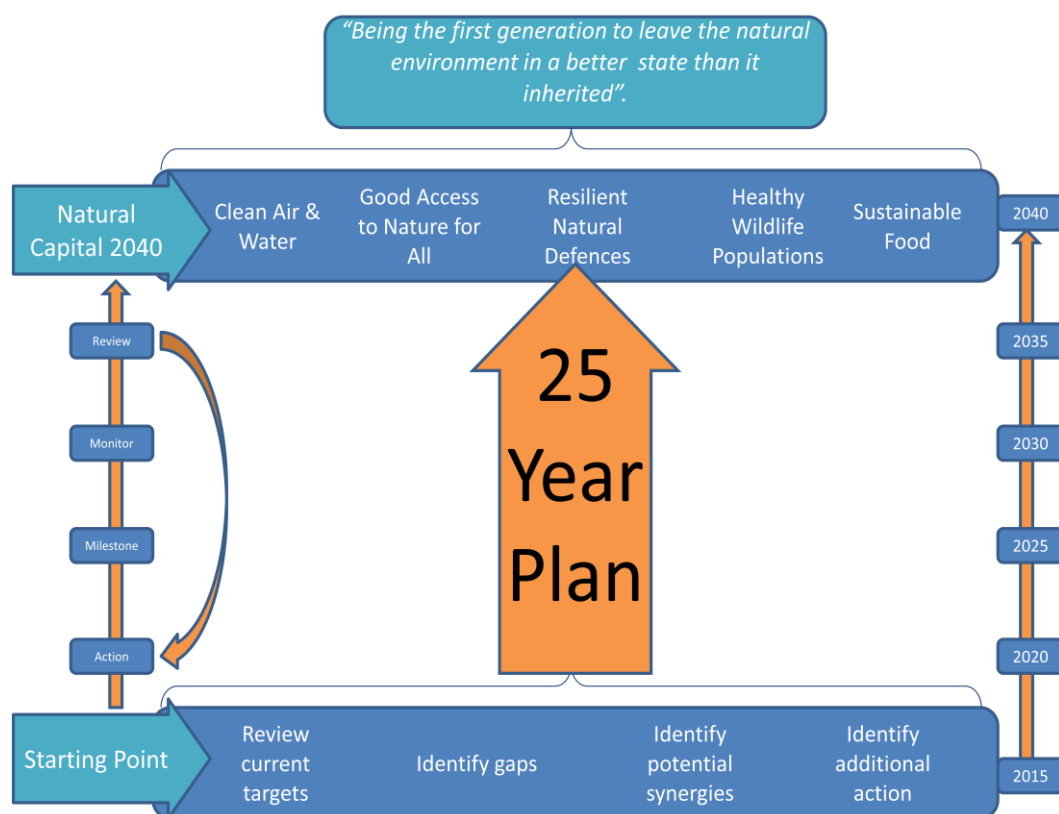 “Being the first generation to leave the natural
environment in a better state than it
inherited”.
Natural
Capital 2040
Clean Air &
Water
Good Access
to Nature for
All
Resilient
Natural
Defences
Healthy
Wildlife
Populations
Sustainable
Food
2040
Review
Monitor
Milestone
Action
25
Year
Plan
2035
2030
2025
2020
Starting Point
Review
current
targets
Identify gaps
Identify
potential
synergies
Identify
additional
action
2015